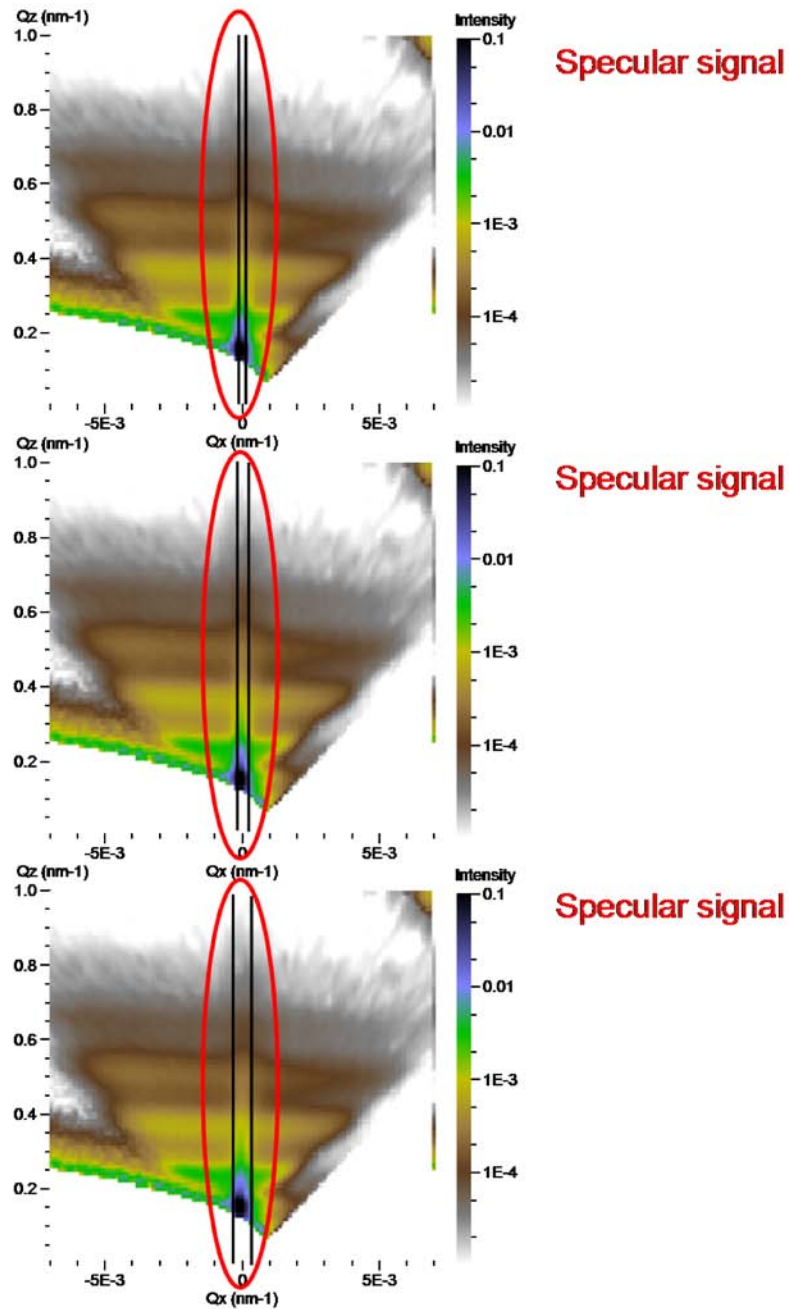 Qz (nm-1)
Intensity
Specular signal
1.0
0.8
0.6
0.4
0.2
0.1
0.01
1E-3
1E-4
-5E-3
0
5E-3
Qx (nm-1)
Qz (nm-1)
Intensity
Specular signal
1.0
0.8
0.6
0.4
0.2
0.1
0.01
1E-3
1E-4
-5E-3
0
5E-3
Qx (nm-1)
Qz (nm-1)
Intensity
Specular signal
1.0
0.8
0.6
0.4
0.2
0.1
0.01
1E-3
1E-4
-5E-3
0
5E-3
Qx (nm-1)